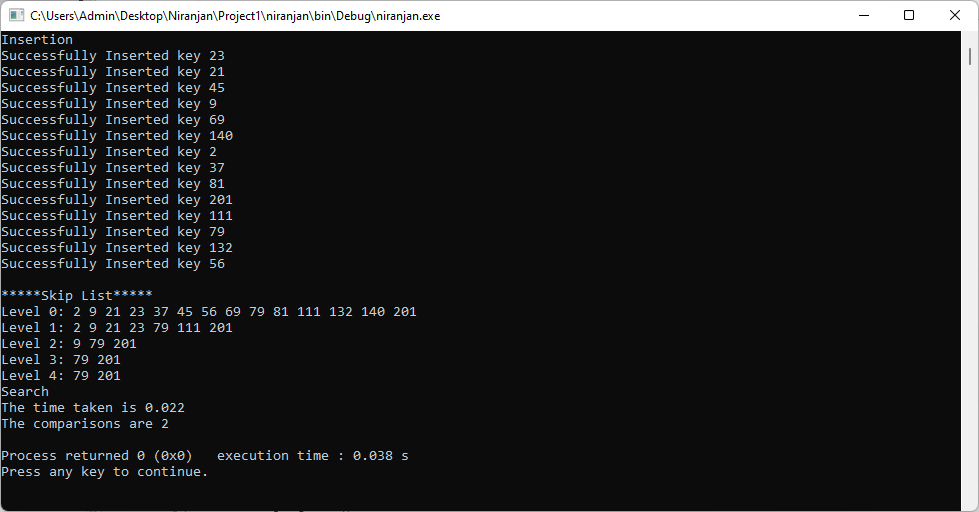 C:\Users\Admin\Desktop\Niranjan\Project1\niranjan\bin\Debug\niranjan.exe
Insertion
Successfully Inserted key 23
Successfully Inserted key 21
Successfully Inserted key 45
Successfully Inserted key 9
Successfully Inserted key 69
Successfully Inserted key 140
Successfully Inserted key 2
Successfully Inserted key 37
Successfully Inserted key 81
Successfully Inserted key 201
Successfully Inserted key 111
Successfully Inserted key 79
Successfully Inserted key 132
Successfully Inserted key 56
*****Skip List*****
Level 0: 2 9 21 23 37 45 56 69 79 81 111 132 140 201
Level 1: 2 9 21 23 79 111 201
Level 2: 9 79 201
Level 3: 79 201
Level 4: 79 201
Search
The time taken is 0.022
The comparisons are 2
Process returned 0 (0x0)   execution time : 0.038 s
Press any key to continue.